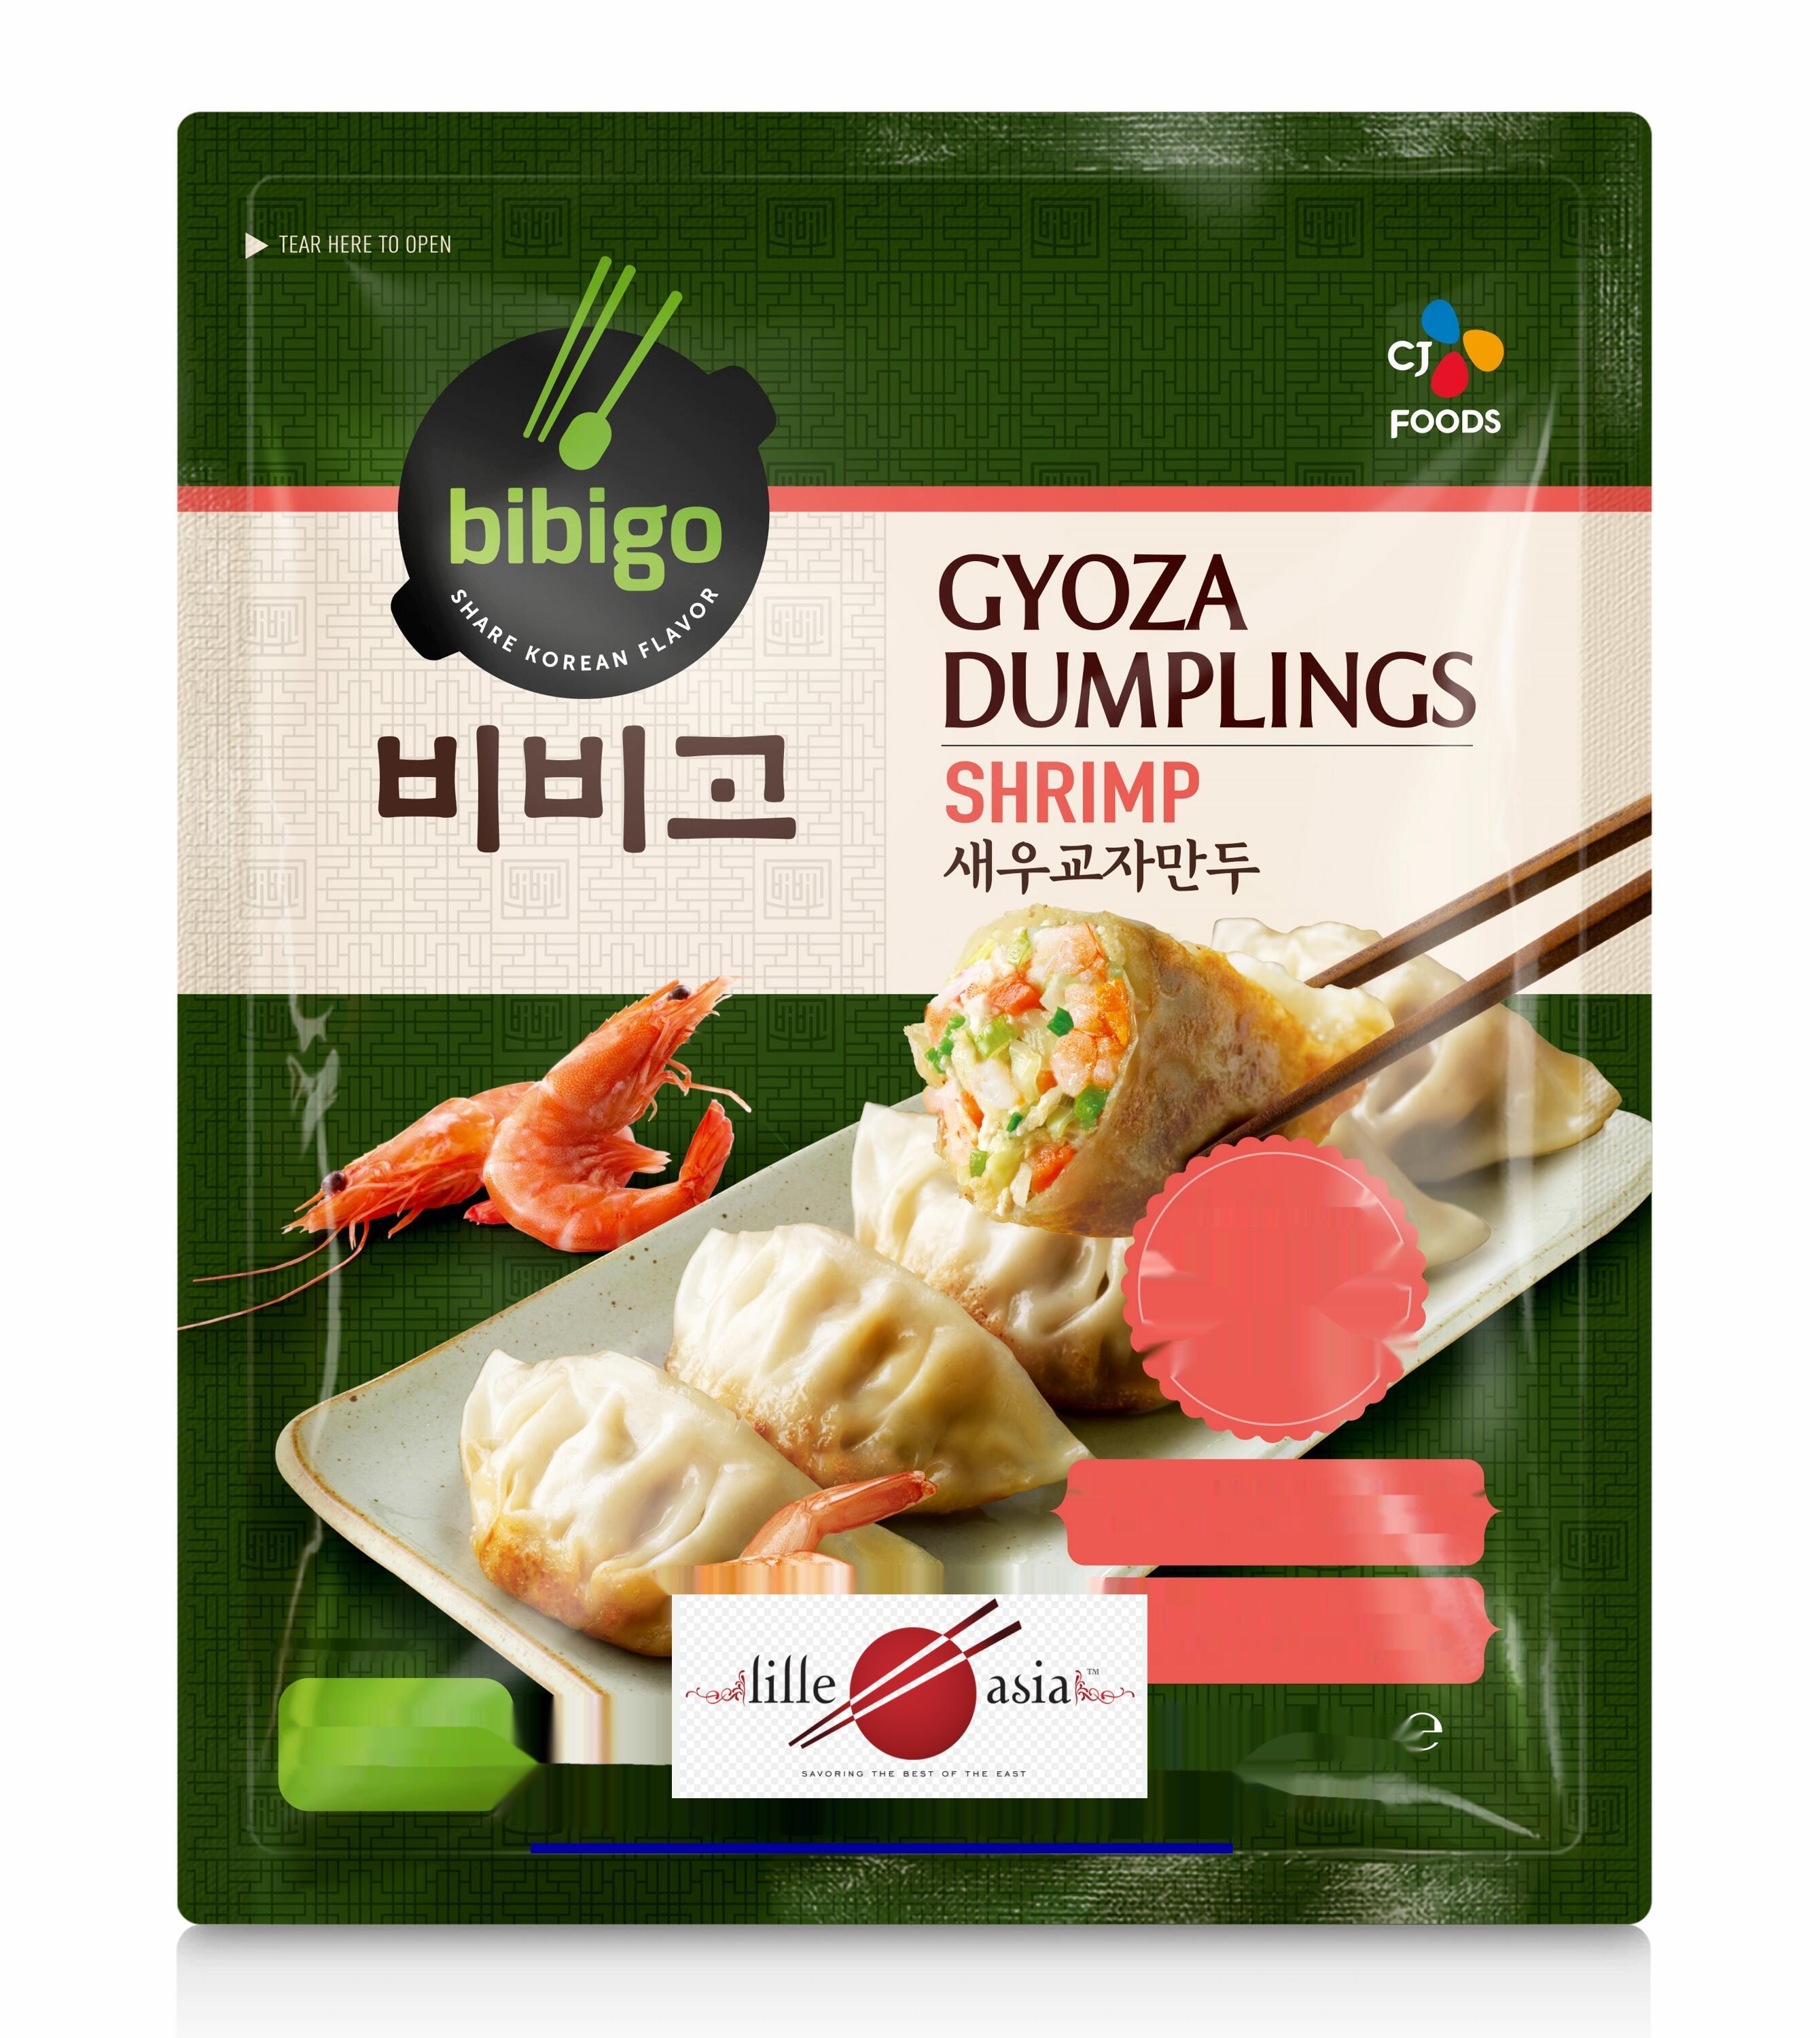 TEAR HERE TO OPEN
CJ
FOODS
bibigo
SHARE KOREAN FLAVOR
비비고
GYOZA
DUMPLINGS
SHRIMP
새우교자만두
lille asia™
SAVORING THE BEST OF THE EAST
℮